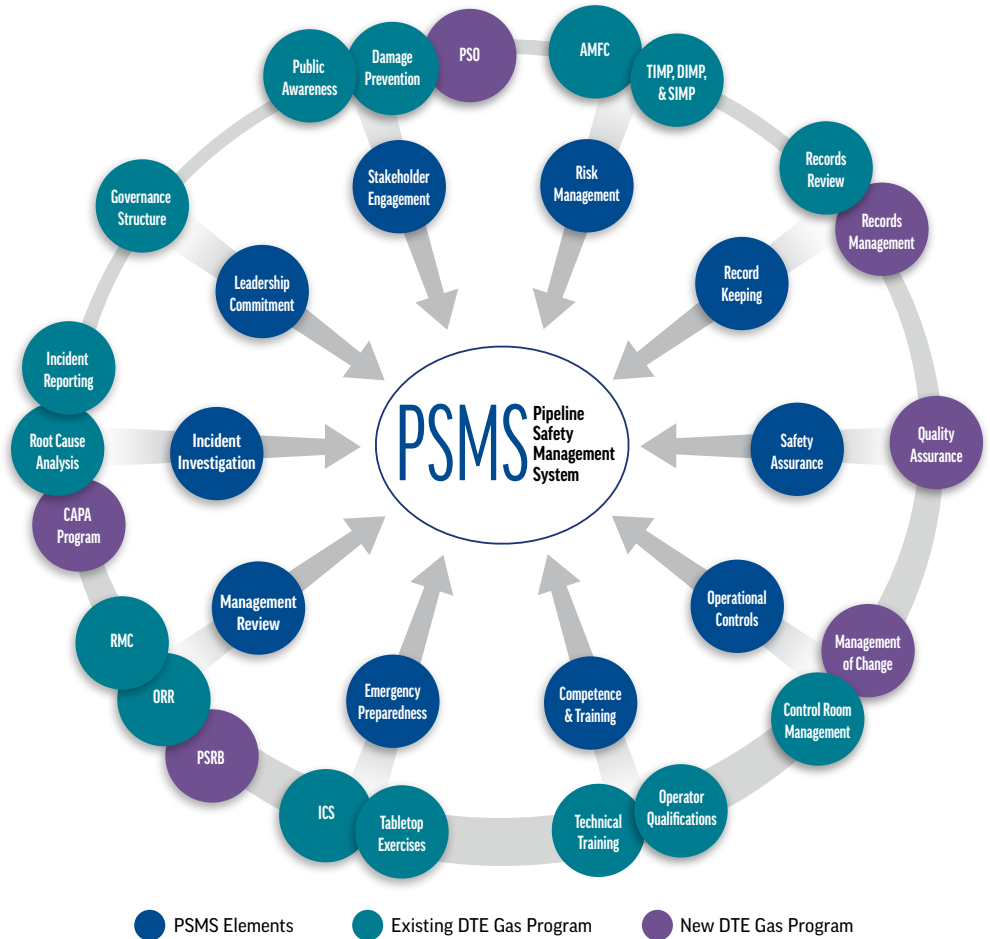 PSO
AMFC
Damage
Prevention
Public
Awareness
TIMP, DIMP,
& SIMP
Records
Review
Stakeholder
Engagement
Risk
Management
Governance
Structure
Records
Management
Leadership
Commitment
Record
Keeping
Incident
Reporting
PSMS
Pipeline
Safety
Management
System
Root Cause
Analysis
Incident
Investigation
Safety
Assurance
Quality
Assurance
CAPA
Program
Management
Review
Operational
Controls
RMC
Management
of Change
ORR
Emergency
Preparedness
Competence
& Training
Control Room
Management
PSRB
ICS
Tabletop
Exercises
Technical
Training
Operator
Qualifications
PSMS Elements
Existing DTE Gas Program
New DTE Gas Program